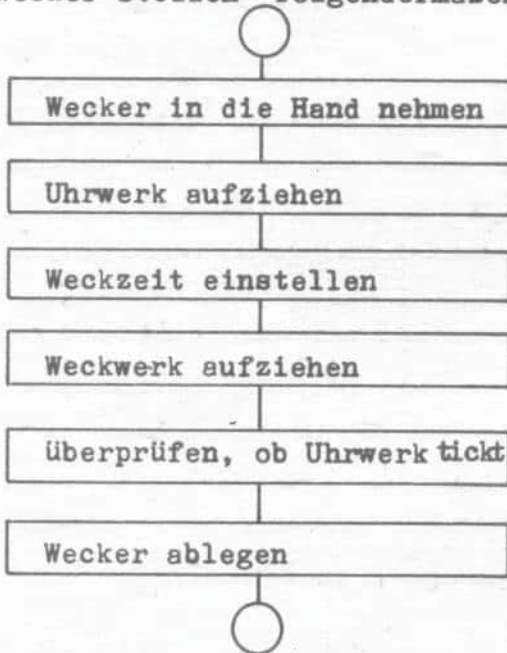 Wecker in die Hand nehmen
Uhrwerk aufziehen
Weckzeit einstellen
Weckwerk aufziehen
überprüfen, ob Uhrwerk tickt
Wecker ablegen